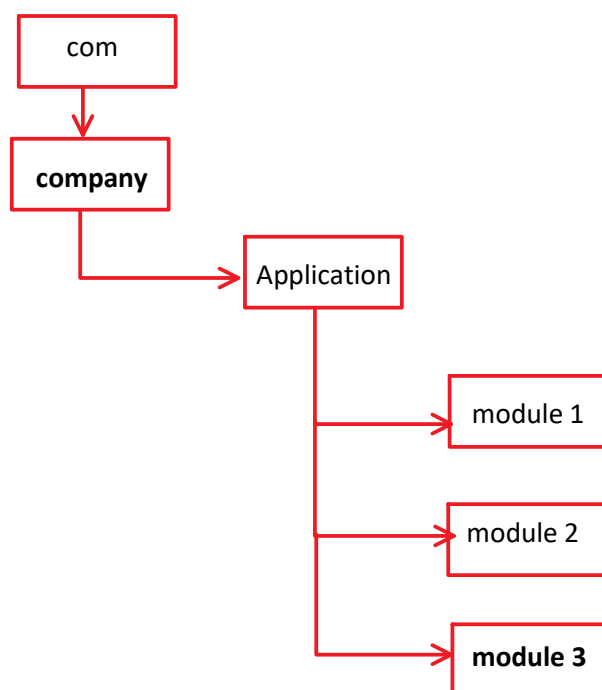 com
company
Application
module 1
module 2
module 3